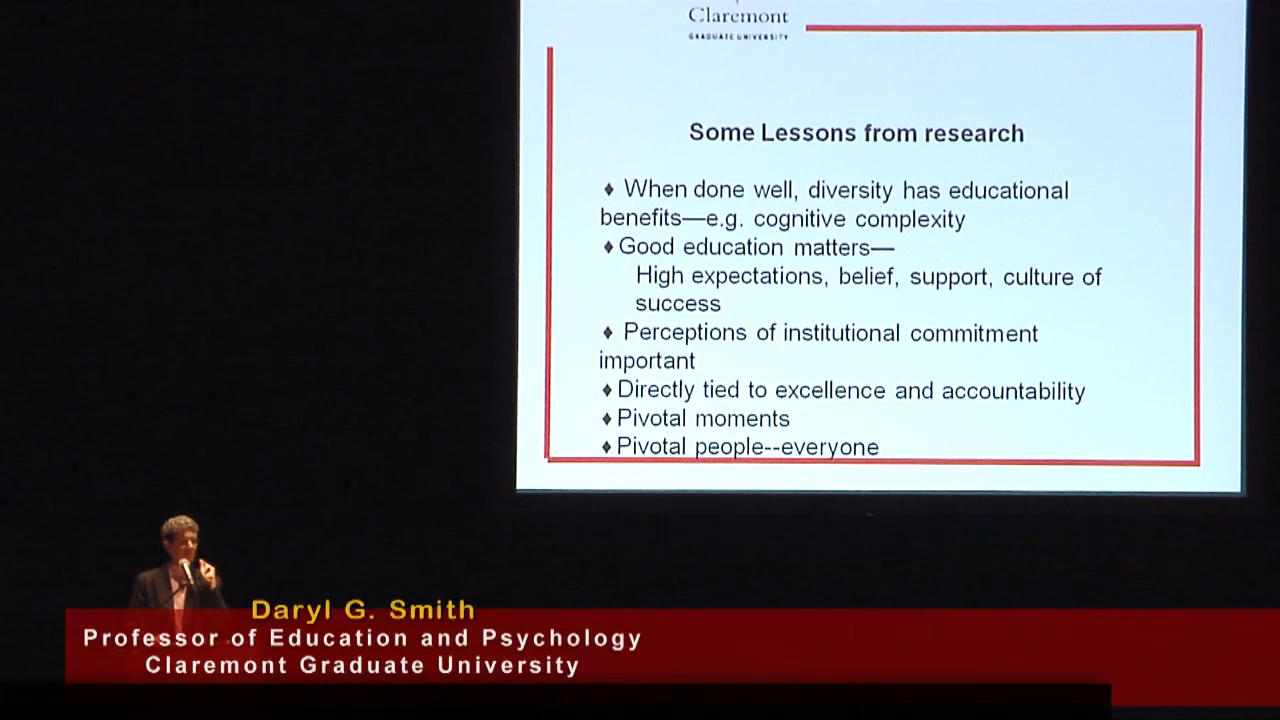 Claremont
GRADUATE UNIVERSITY
Some Lessons from research
♦ When done well, diversity has educational
benefits—e.g. cognitive complexity
♦ Good education matters—
High expectations, belief, support, culture of
success
♦ Perceptions of institutional commitment
important
♦ Directly tied to excellence and accountability
♦ Pivotal moments
♦ Pivotal people--everyone
Daryl G. Smith
Professor of Education and Psychology
Claremont Graduate University